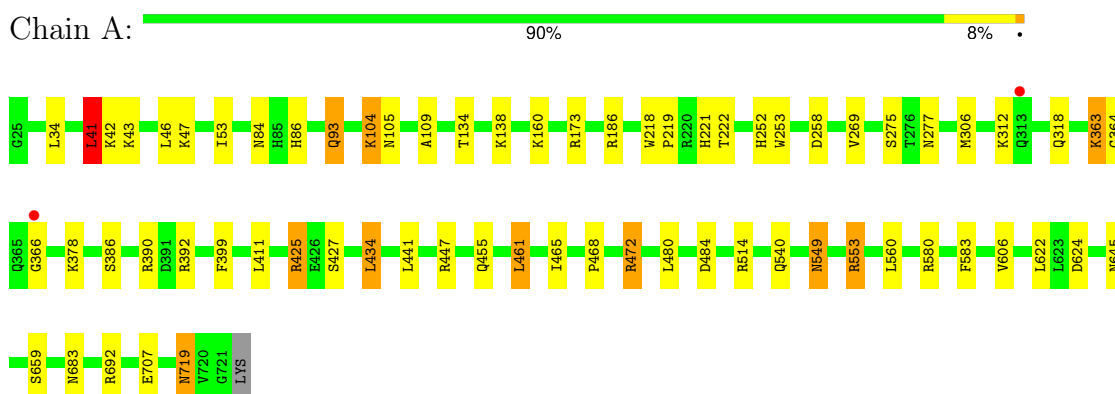 Chain A:
90% 8% •
G25 L34 L41 K42 K43 L46 K47 I53 N84 H85 H86 Q93 K104 N105 A109 T134 K138 K160 R173 R186 W218 P219 R220 H221 T222 H252 W253 D258 V269 S275 T276 N277 M306 K312 Q313 Q318 K363 G364
Q365 G366 K378 S386 R390 D391 R392 F399 L411 R425 E426 S427 L434 L441 R447 Q455 L461 I465 P468 R472 L480 D484 R514 Q540 N549 R553 L560 R580 F583 V606 L622 L623 D624 N645
S659 N683 R692 E707 N719 V720 G721 LYS